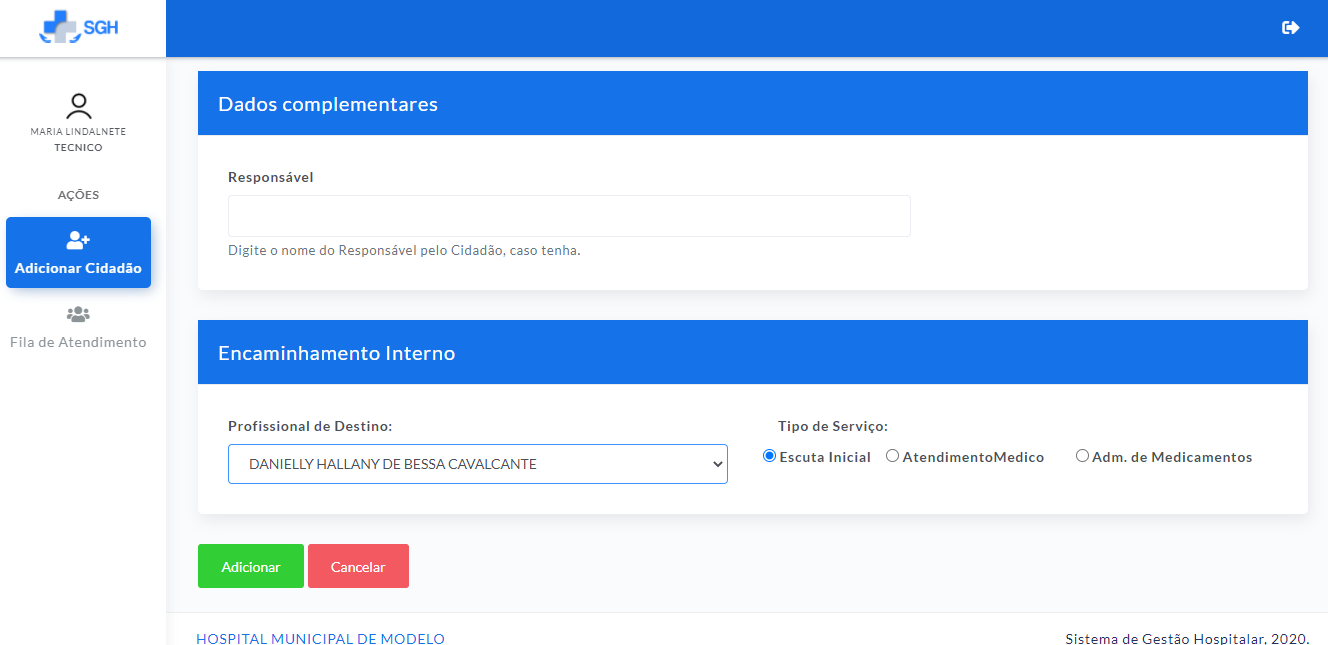 SGH
MARIA LINDALNETE
TECNICO
AÇÕES
Adicionar Cidadão
Fila de Atendimento
Dados complementares
Responsável
Digite o nome do Responsável pelo Cidadão, caso tenha.
Encaminhamento Interno
Profissional de Destino:
DANIELLY HALLANY DE BESSA CAVALCANTE
Tipo de Serviço:
Escuta Inicial AtendimentoMedico Adm. de Medicamentos
Adicionar Cancelar
HOSPITAL MUNICIPAL DE MODELO Sistema de Gestão Hospitalar, 2020.